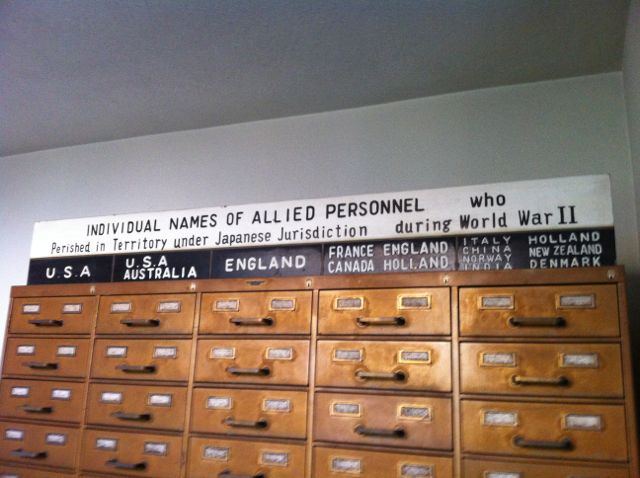 INDIVIDUAL NAMES OF ALLIED PERSONNEL who
Perished in Territory under Japanese Jurisdiction during World War II
U.S.A
U.S.A
AUSTRALIA
ENGLAND
FRANCE ENGLAND
CANADA HOLLAND
ITALY
CHINA
NORWAY
INDIA
HOLLAND
NEW ZEALAND
DENMARK